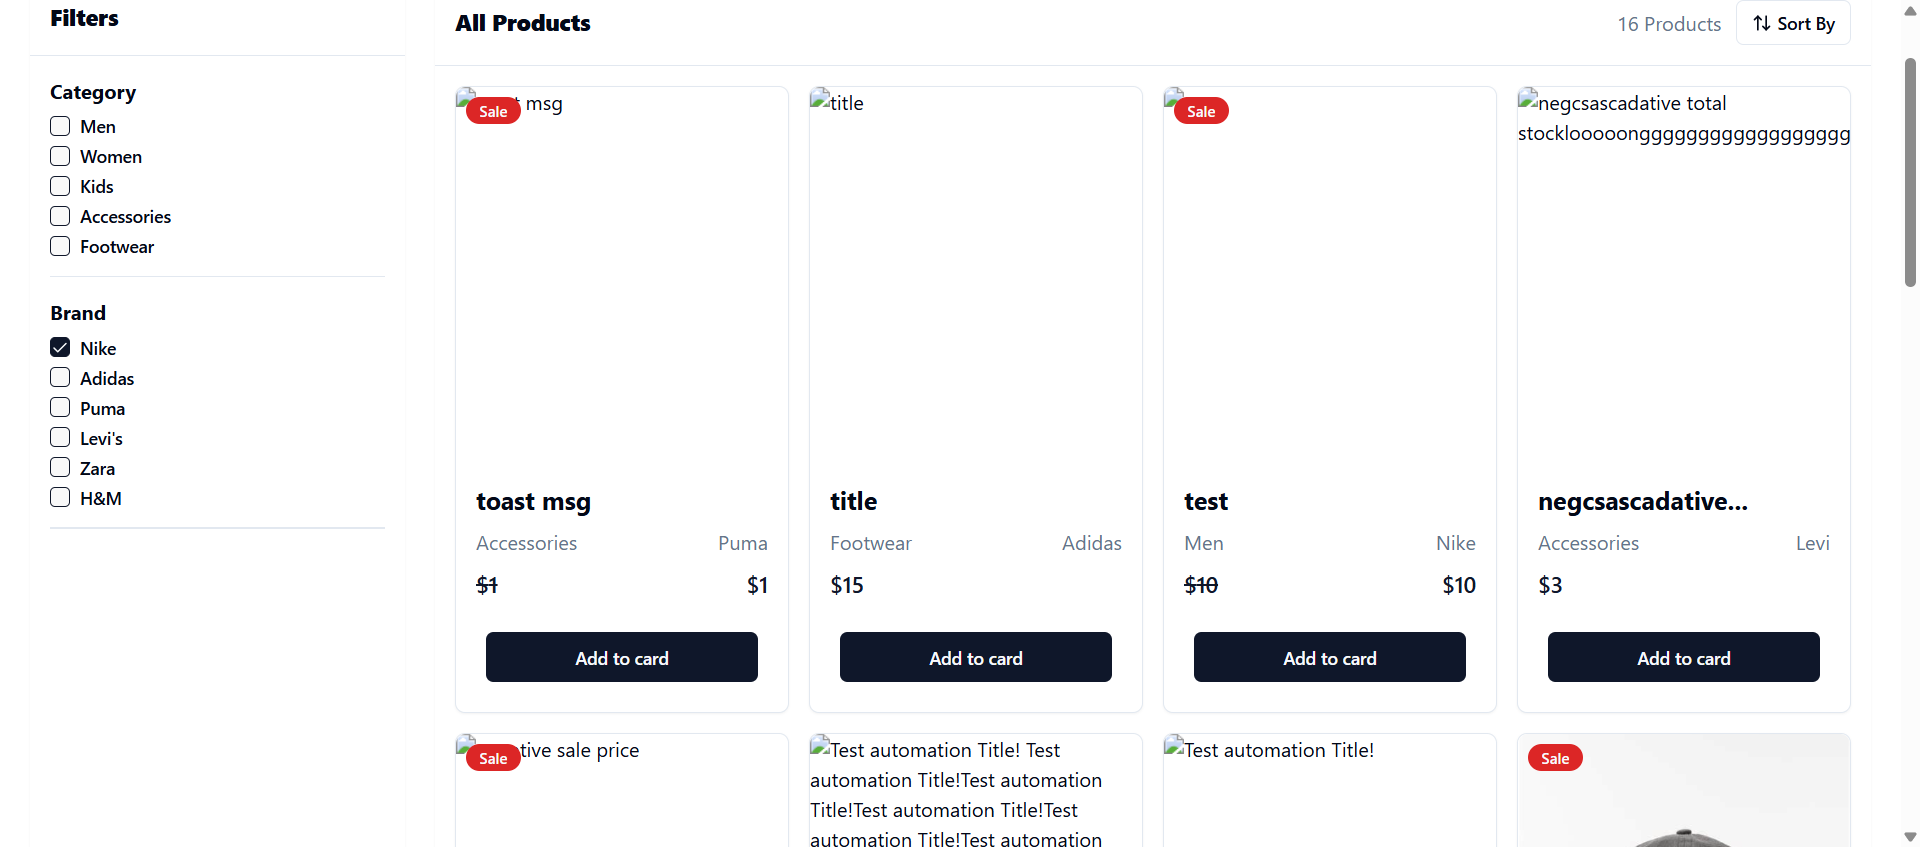 Filters
Category
Men
Women
Kids
Accessories
Footwear
Brand
Nike
Adidas
Puma
Levi's
Zara
H&M
All Products
16 Products
Sort By
Sale
msg
toast msg
Accessories Puma
$1 $1
Add to card
title
title
Footwear Adidas
$15
Add to card
Sale
test
Men Nike
$10 $10
Add to card
negcsascadative total
stocklooooongggggggggggggggggg
negcsascadative...
Accessories Levi
$3
Add to card
Sale
sale price
Test automation Title! Test
automation Title!Test automation
Title!Test automation Title!Test
automation Title!Test automation
Test automation Title!
Sale